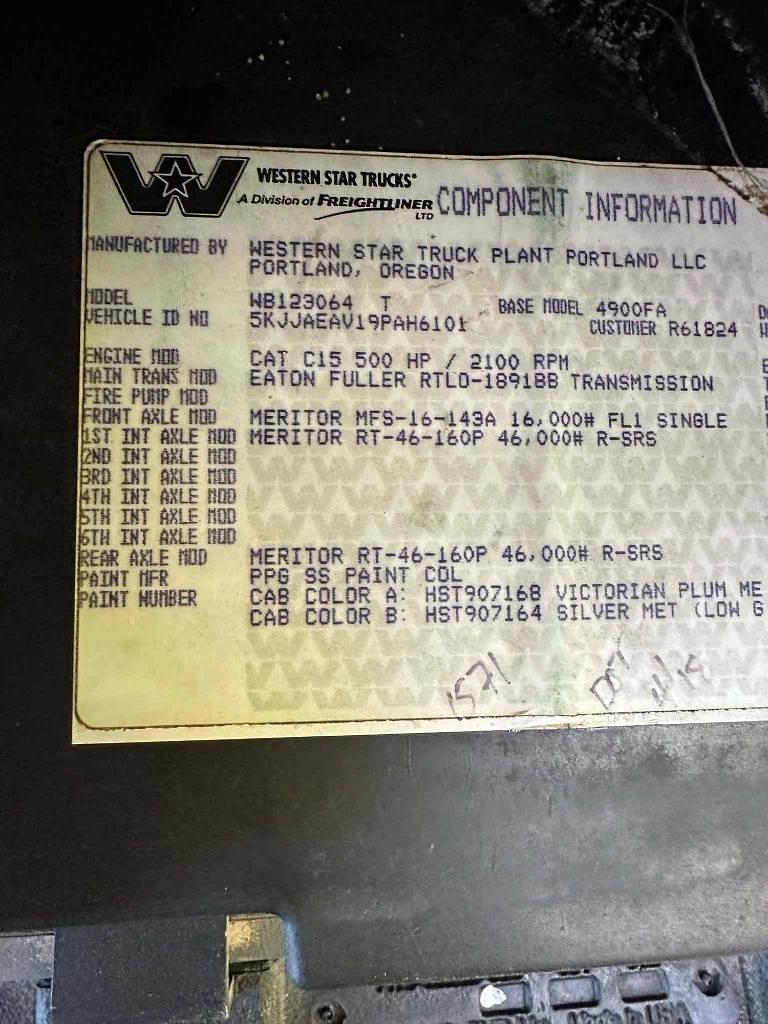 WESTERN STAR TRUCKS
A Division of FREIGHTLINER LTD
COMPONENT INFORMATION
MANUFACTURED BY WESTERN STAR TRUCK PLANT PORTLAND LLC
PORTLAND, OREGON
MODEL WB123064 T BASE MODEL 4900FA
VEHICLE ID NO 5KJJAEAV19PAH6101 CUSTOMER R61824
ENGINE MOD CAT C15 500 HP / 2100 RPM
MAIN TRANS MOD EATON FULLER RTLO-18918B TRANSMISSION
FIRE PUMP MOD
FRONT AXLE MOD MERITOR MFS-16-143A 16,000# FL1 SINGLE
1ST INT AXLE MOD MERITOR RT-46-160P 46,000# R-SRS
2ND INT AXLE MOD
3RD INT AXLE MOD
4TH INT AXLE MOD
5TH INT AXLE MOD
6TH INT AXLE MOD
REAR AXLE MOD MERITOR RT-46-160P 46,000# R-SRS
PAINT MFR PPG SS PAINT COL
PAINT NUMBER CAB COLOR A: HST907168 VICTORIAN PLUM ME
CAB COLOR B: HST907164 SILVER MET (LOW G
1571 DOT